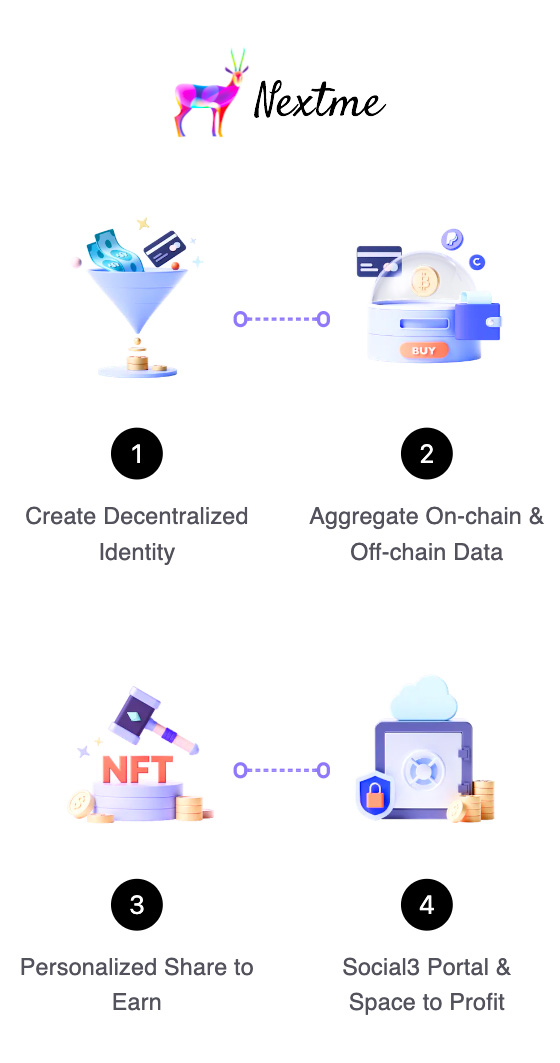 Nextme
BUY
1
2
Create Decentralized
Identity
Aggregate On-chain &
Off-chain Data
NFT
3
4
Personalized Share to
Earn
Social3 Portal &
Space to Profit